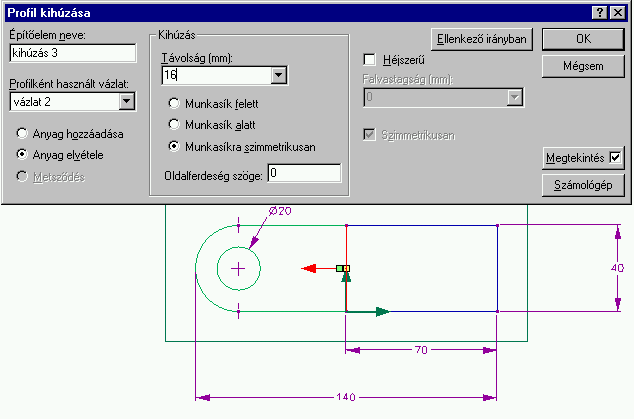 Profil kihúzása
Építőelem neve:
kihúzás 3
Profilként használt vázlat:
vázlat 2
Anyag hozzáadása
Anyag elvétele
Metsződés
Kihúzás
Távolság (mm):
16
Munkasík felett
Munkasík alatt
Munkasíkra szimmetrikusan
Oldalferdeség szöge:
0
Ellenkező irányban
Héjszerű
Falvastagság (mm):
0
Szimmetrikusan
OK
Mégsem
Megtekintés
Számológép
Ø20
40
70
140